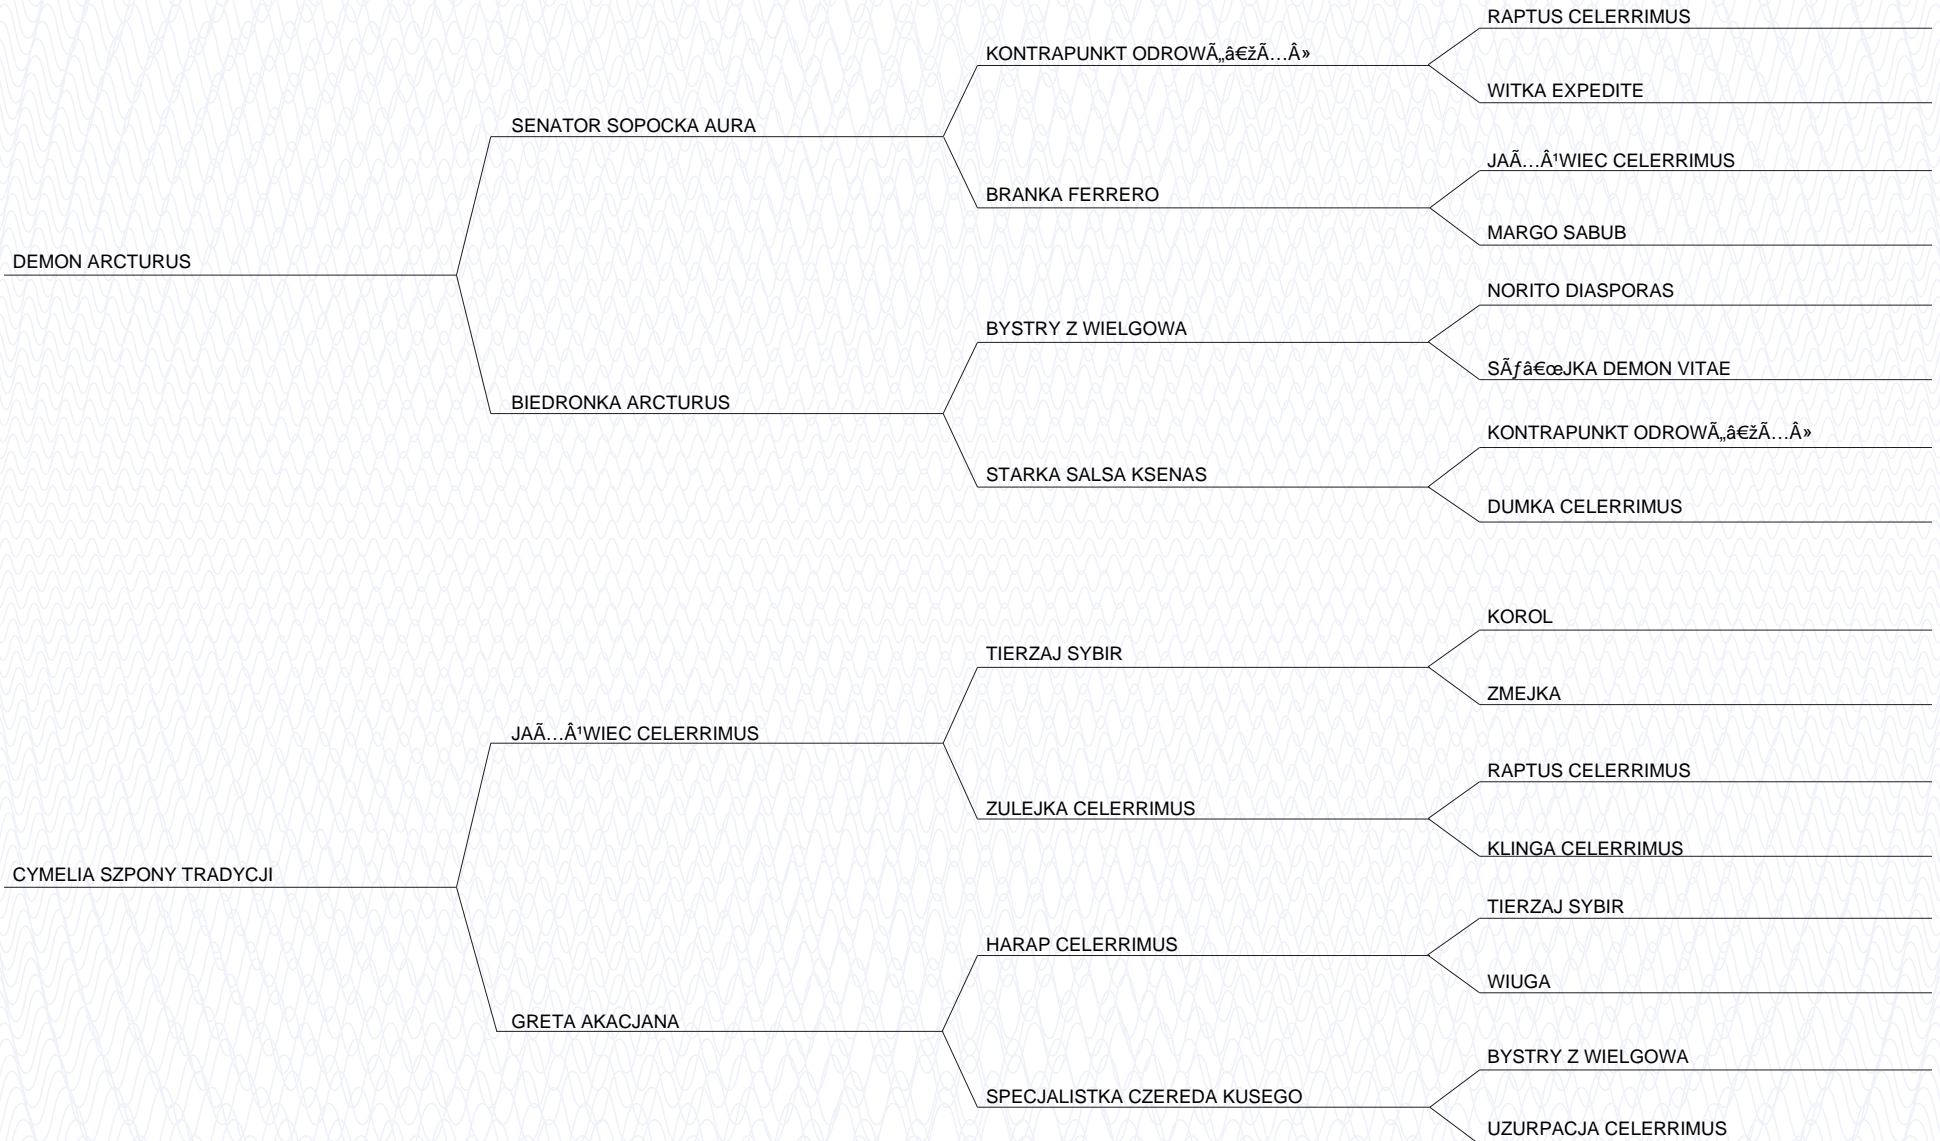 RAPTUS CELERRIMUS
KONTRAPUNKT ODROWÃ„â€žÃ…Â»
WITKA EXPEDITE
SENATOR SOPOCKA AURA
JAÃ…Â¹WIEC CELERRIMUS
BRANKA FERRERO
MARGO SABUB
DEMON ARCTURUS
NORITO DIASPORAS
BYSTRY Z WIELGOWA
SÃƒâ€œJKA DEMON VITAE
BIEDRONKA ARCTURUS
KONTRAPUNKT ODROWÃ„â€žÃ…Â»
STARKA SALSA KSENAS
DUMKA CELERRIMUS
KOROL
TIERZAJ SYBIR
ZMEJKA
JAÃ…Â¹WIEC CELERRIMUS
RAPTUS CELERRIMUS
ZULEJKA CELERRIMUS
KLINGA CELERRIMUS
CYMELIA SZPONY TRADYCJI
TIERZAJ SYBIR
HARAP CELERRIMUS
WIUGA
GRETA AKACJANA
BYSTRY Z WIELGOWA
SPECJALISTKA CZEREDA KUSEGO
UZURPACJA CELERRIMUS